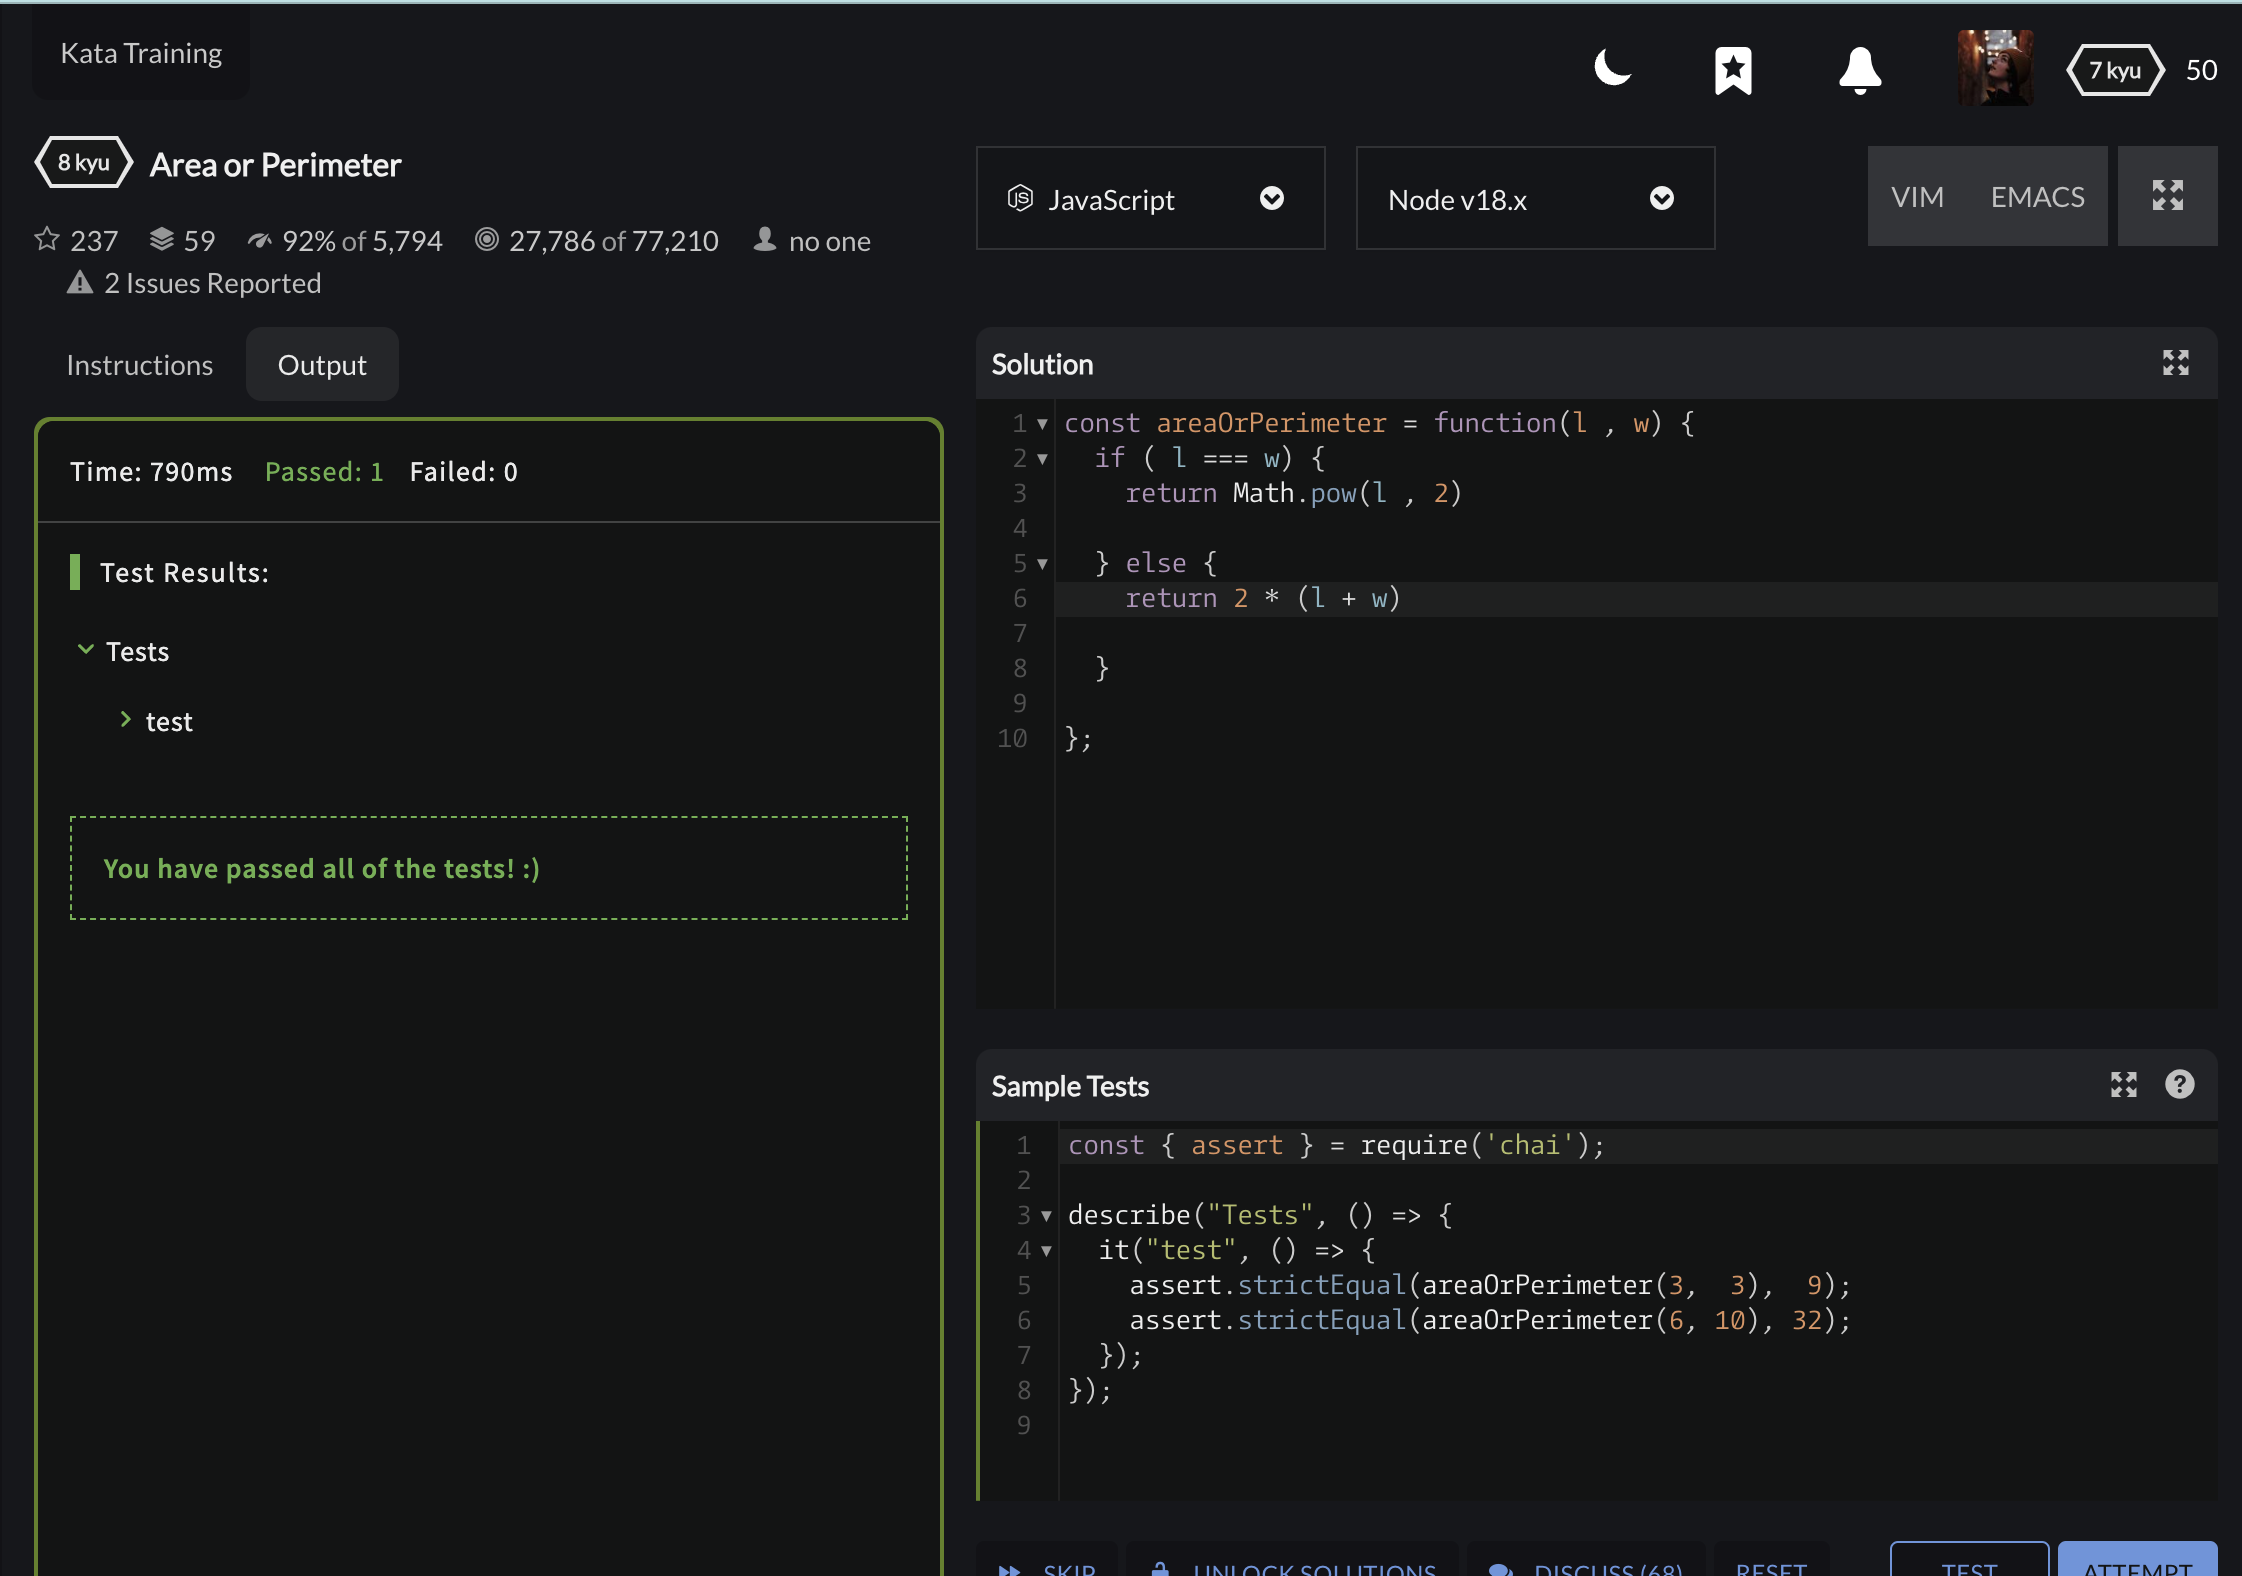 Kata Training
7 kyu 50
8 kyu Area or Perimeter
237 59 92% of 5,794 27,786 of 77,210 no one
2 Issues Reported
JavaScript
Node v18.x
VIM EMACS
Instructions Output
Time: 790ms Passed: 1 Failed: 0
Test Results:
Tests
test
You have passed all of the tests! :)
Solution
1 const areaOrPerimeter = function(l , w) {
2 if ( l === w) {
3 return Math.pow(l , 2)
4
5 } else {
6 return 2 * (l + w)
7
8 }
9
10 };
Sample Tests
?
1 const { assert } = require('chai');
2
3 describe("Tests", () => {
4 it("test", () => {
5 assert.strictEqual(areaOrPerimeter(3,  3),  9);
6 assert.strictEqual(areaOrPerimeter(6, 10), 32);
7 });
8 });
9
SKIP UNLOCK SOLUTIONS DISCUSS (68) RESET TEST ATTEMPT